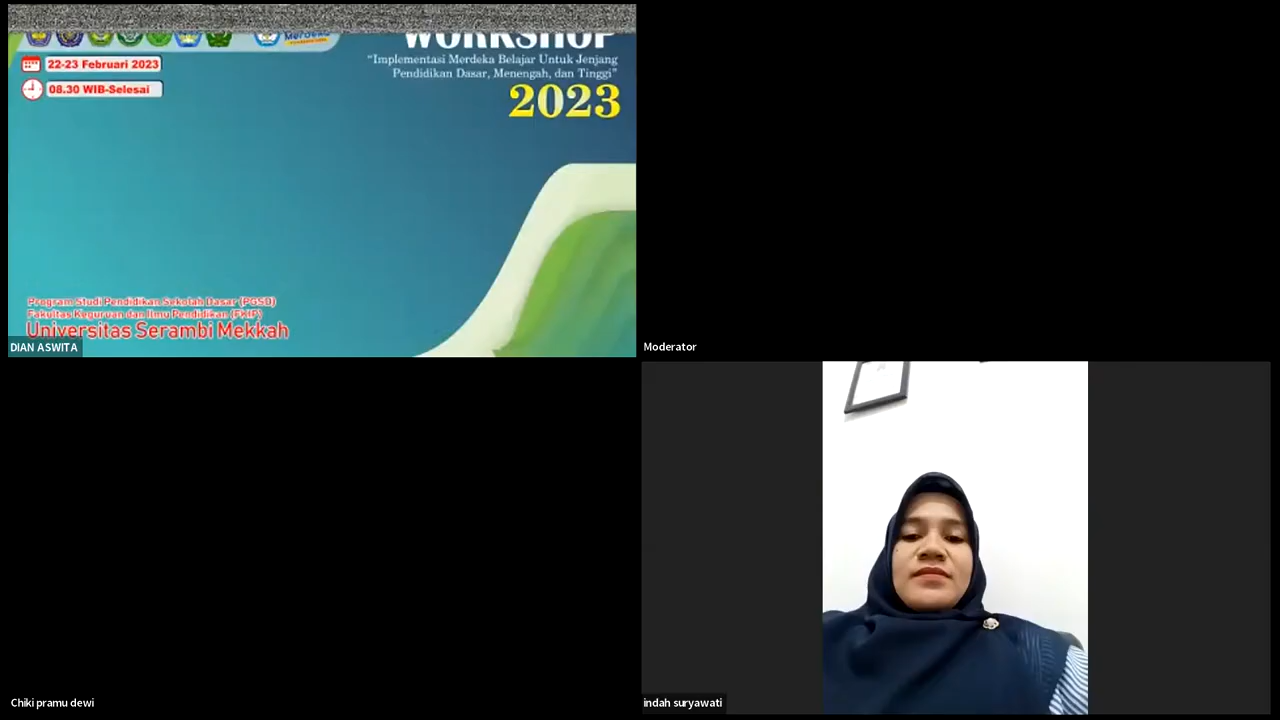 Merdeka
WORKSHOP
22-23 Februari 2023
"Implementasi Merdeka Belajar Untuk Jenjang
Pendidikan Dasar, Menengah, dan Tinggi"
08.30 WIB-Selesai
2023
Program Studi Pendidikan Sekolah Dasar (PGSD)
Fakultas Keguruan dan Ilmu Pendidikan (FKIP)
Universitas Serambi Mekkah
DIAN ASWITA
Moderator
Chiki pramu dewi
indah suryawati